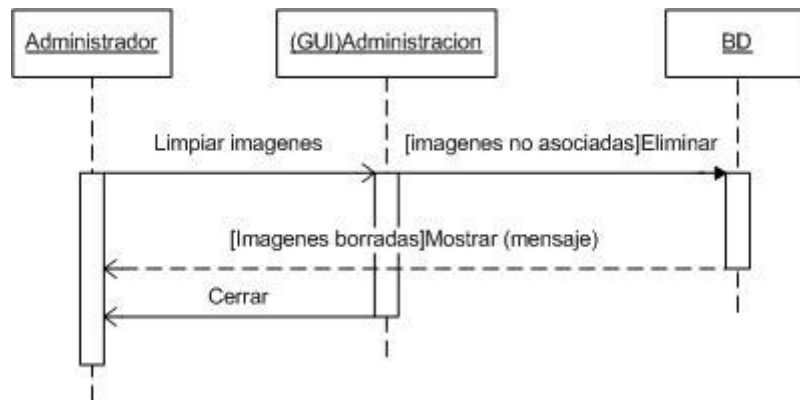 Administrador
(GUI)Administracion
BD
Limpiar imagenes
[imagenes no asociadas]Eliminar
[Imagenes borradas]Mostrar (mensaje)
Cerrar